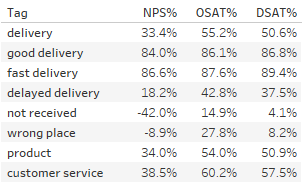 Tag NPS% OSAT% DSAT%
delivery 33.4% 55.2% 50.6%
good delivery 84.0% 86.1% 86.8%
fast delivery 86.6% 87.6% 89.4%
delayed delivery 18.2% 42.8% 37.5%
not received -42.0% 14.9% 4.1%
wrong place -8.9% 27.8% 8.2%
product 34.0% 54.0% 50.9%
customer service 38.5% 60.2% 57.5%